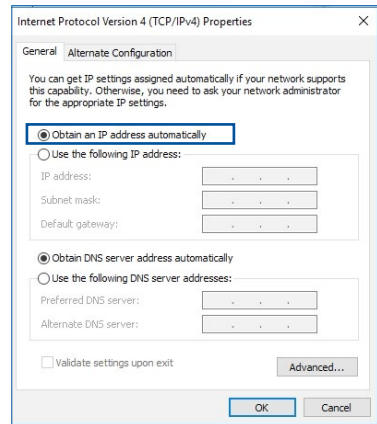 Internet Protocol Version 4 (TCP/IPv4) Properties
General Alternate Configuration
You can get IP settings assigned automatically if your network supports
this capability. Otherwise, you need to ask your network administrator
for the appropriate IP settings.
Obtain an IP address automatically
Use the following IP address:
IP address:
Subnet mask:
Default gateway:
Obtain DNS server address automatically
Use the following DNS server addresses:
Preferred DNS server:
Alternate DNS server:
Validate settings upon exit
Advanced...
OK Cancel